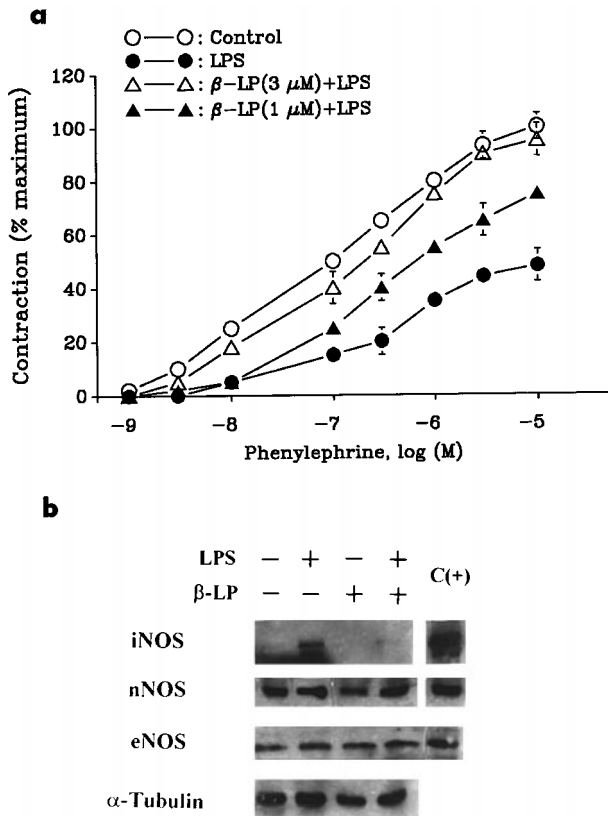 a
○—○: Control
●—●: LPS
△—△: β-LP(3 μM)+LPS
▲—▲: β-LP(1 μM)+LPS
Contraction (% maximum)
120
100
80
60
40
20
0
-9 -8 -7 -6 -5
Phenylephrine, log (M)
b
LPS − + − + C(+)
β-LP − − + +
iNOS
nNOS
eNOS
α-Tubulin